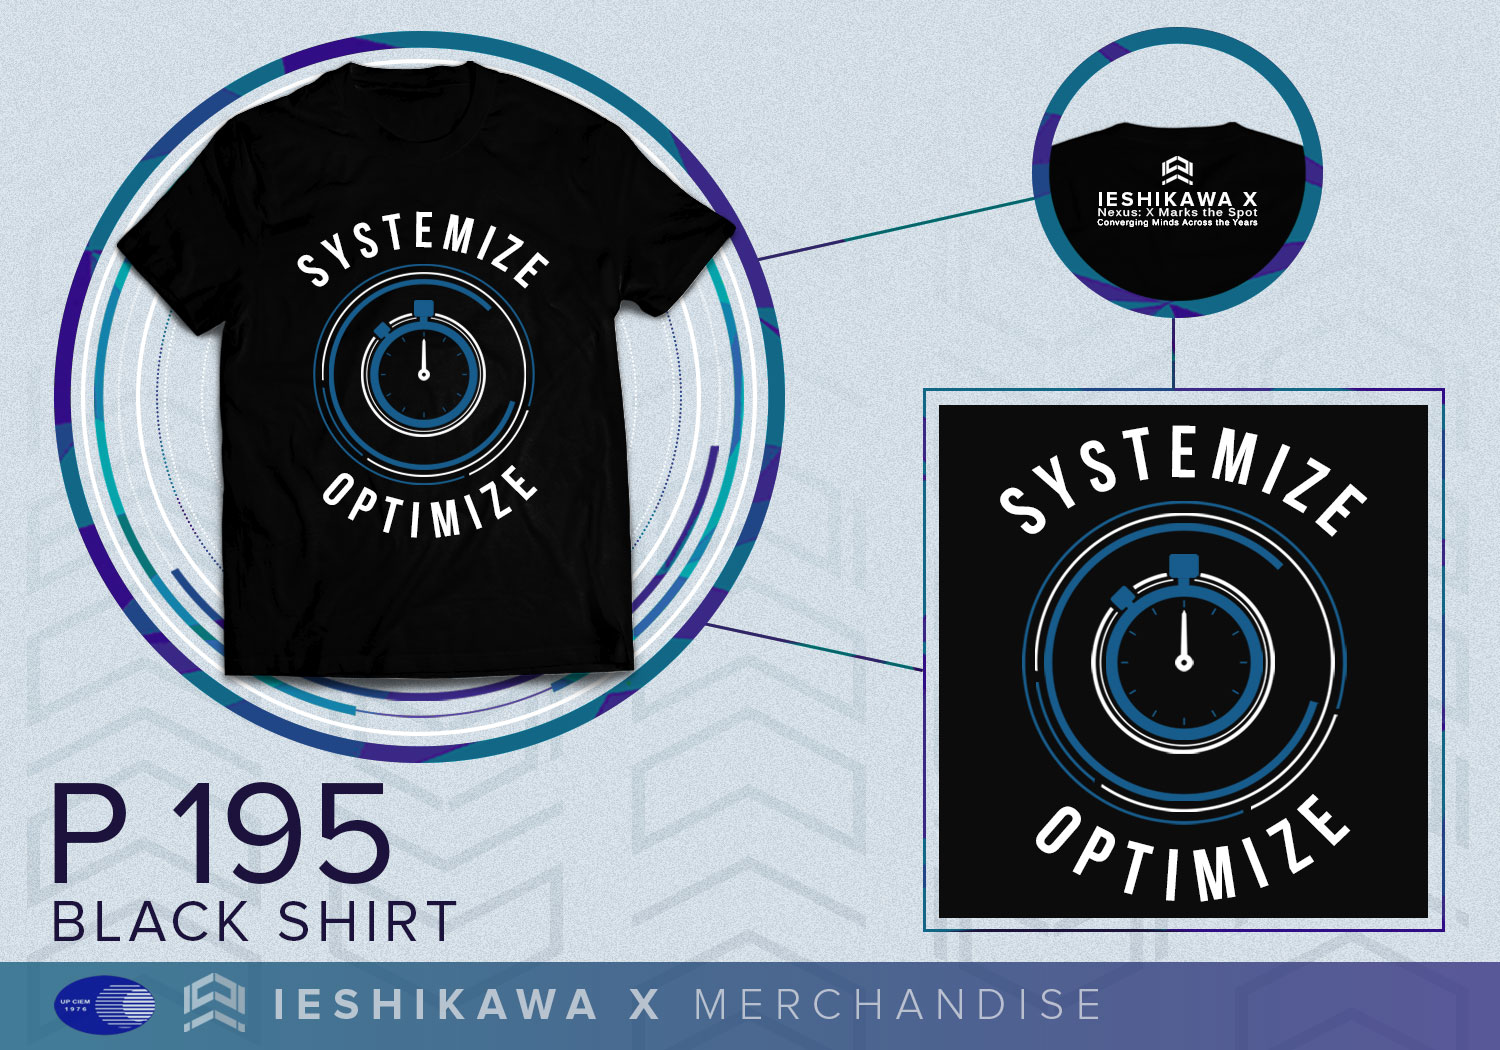 SYSTEMIZE
OPTIMIZE
IESHIKAWA X
Nexus: X Marks the Spot
Converging Minds Across the Years
SYSTEMIZE
OPTIMIZE
P 195
BLACK SHIRT
UP CIEM
1976
IESHIKAWA X MERCHANDISE